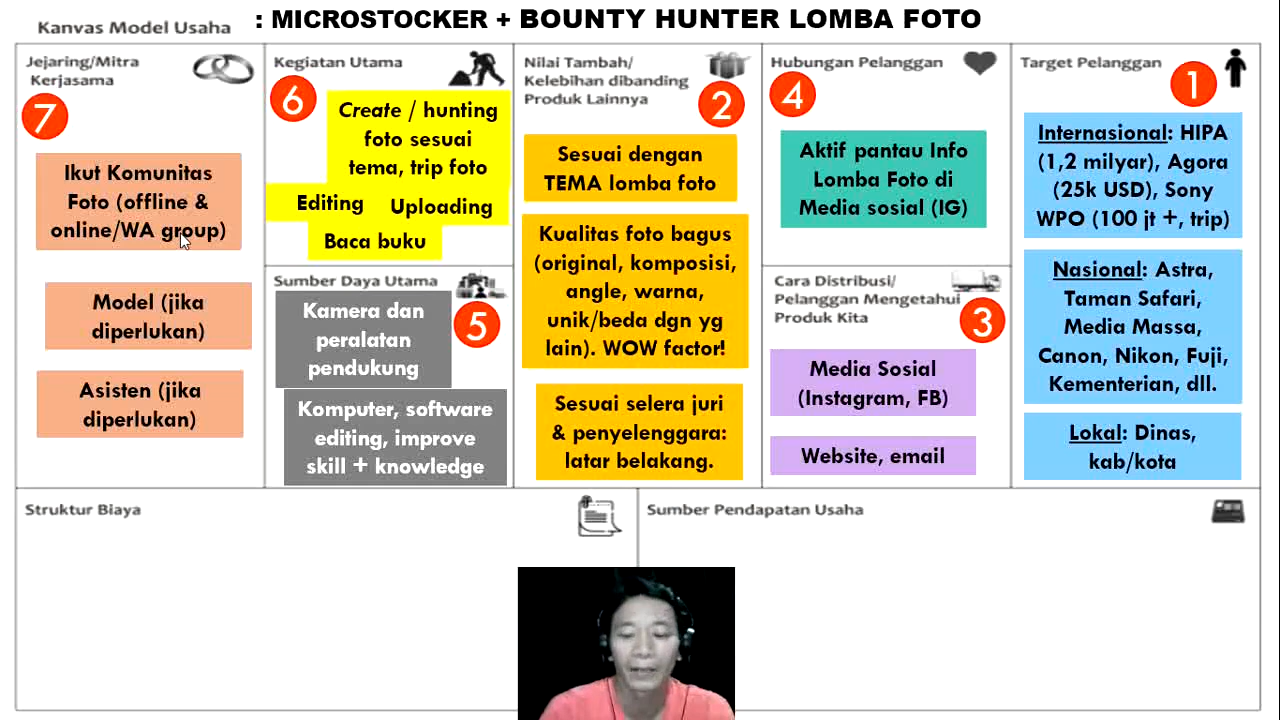 Kanvas Model Usaha
: MICROSTOCKER + BOUNTY HUNTER LOMBA FOTO
Jejaring/Mitra
Kerjasama
7
Ikut Komunitas
Foto (offline &
online/WA group)
Model (jika
diperlukan)
Asisten (jika
diperlukan)
Kegiatan Utama
6
Create / hunting
foto sesuai
tema, trip foto
Editing
Uploading
Baca buku
Sumber Daya Utama
5
Kamera dan
peralatan
pendukung
Komputer, software
editing, improve
skill + knowledge
Nilai Tambah/
Kelebihan dibanding
Produk Lainnya
2
Sesuai dengan
TEMA lomba foto
Kualitas foto bagus
(original, komposisi,
angle, warna,
unik/beda dgn yg
lain). WOW factor!
Sesuai selera juri
& penyelenggara:
latar belakang.
Hubungan Pelanggan
4
Aktif pantau Info
Lomba Foto di
Media sosial (IG)
Cara Distribusi/
Pelanggan Mengetahui
Produk Kita
3
Media Sosial
(Instagram, FB)
Website, email
Target Pelanggan
1
Internasional: HIPA
(1,2 milyar), Agora
(25k USD), Sony
WPO (100 jt +, trip)
Nasional: Astra,
Taman Safari,
Media Massa,
Canon, Nikon, Fuji,
Kementerian, dll.
Lokal: Dinas,
kab/kota
Struktur Biaya
Sumber Pendapatan Usaha